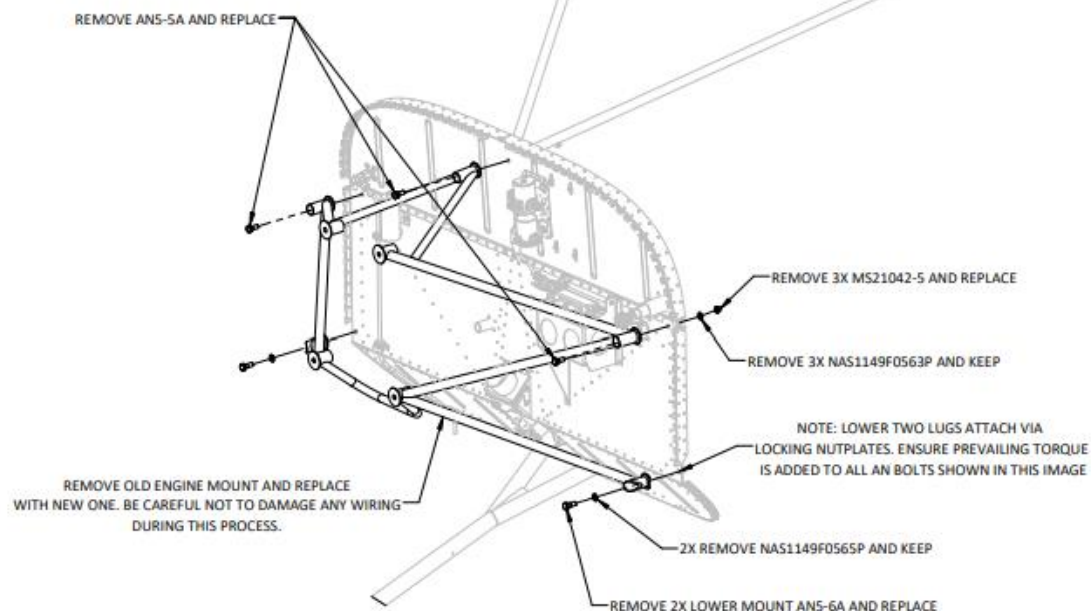 REMOVE AN5-5A AND REPLACE
REMOVE 3X MS21042-5 AND REPLACE
REMOVE 3X NAS1149F0563P AND KEEP
NOTE: LOWER TWO LUGS ATTACH VIA
LOCKING NUTPLATES. ENSURE PREVAILING TORQUE
IS ADDED TO ALL AN BOLTS SHOWN IN THIS IMAGE
REMOVE OLD ENGINE MOUNT AND REPLACE
WITH NEW ONE. BE CAREFUL NOT TO DAMAGE ANY WIRING
DURING THIS PROCESS.
2X REMOVE NAS1149F0565P AND KEEP
REMOVE 2X LOWER MOUNT AN5-6A AND REPLACE